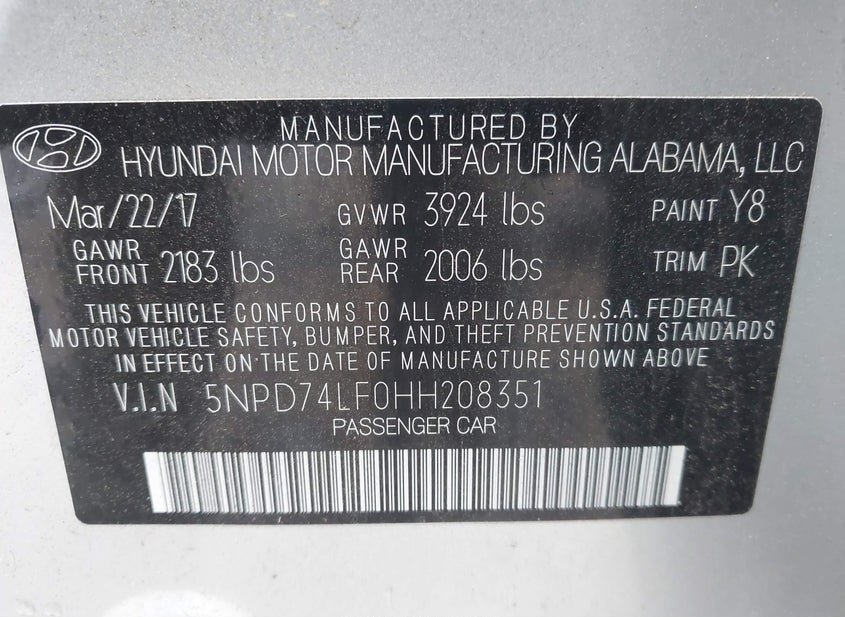 MANUFACTURED BY
HYUNDAI MOTOR MANUFACTURING ALABAMA, LLC
Mar/22/17 GVWR 3924 lbs PAINT Y8
GAWR FRONT 2183 lbs GAWR REAR 2006 lbs TRIM PK
THIS VEHICLE CONFORMS TO ALL APPLICABLE U.S.A. FEDERAL
MOTOR VEHICLE SAFETY, BUMPER, AND THEFT PREVENTION STANDARDS
IN EFFECT ON THE DATE OF MANUFACTURE SHOWN ABOVE
V.I.N 5NPD74LF0HH208351
PASSENGER CAR